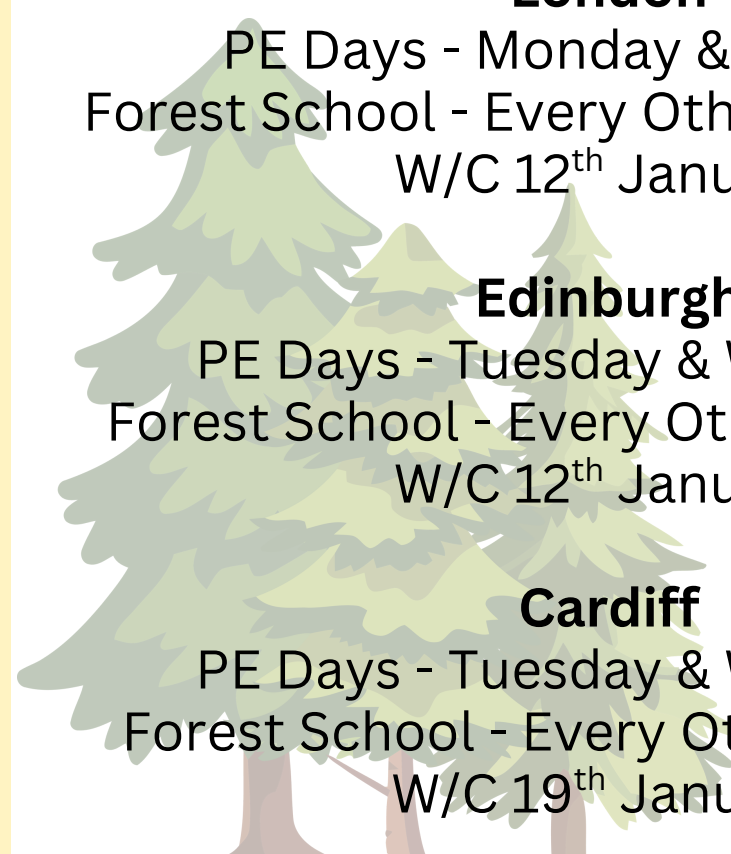 London
PE Days - Monday &
Forest School - Every Oth
W/C 12th Janu
Edinburgh
PE Days - Tuesday &
Forest School - Every Ot
W/C 12th Janu
Cardiff
PE Days - Tuesday &
Forest School - Every Ot
W/C 19th Janu